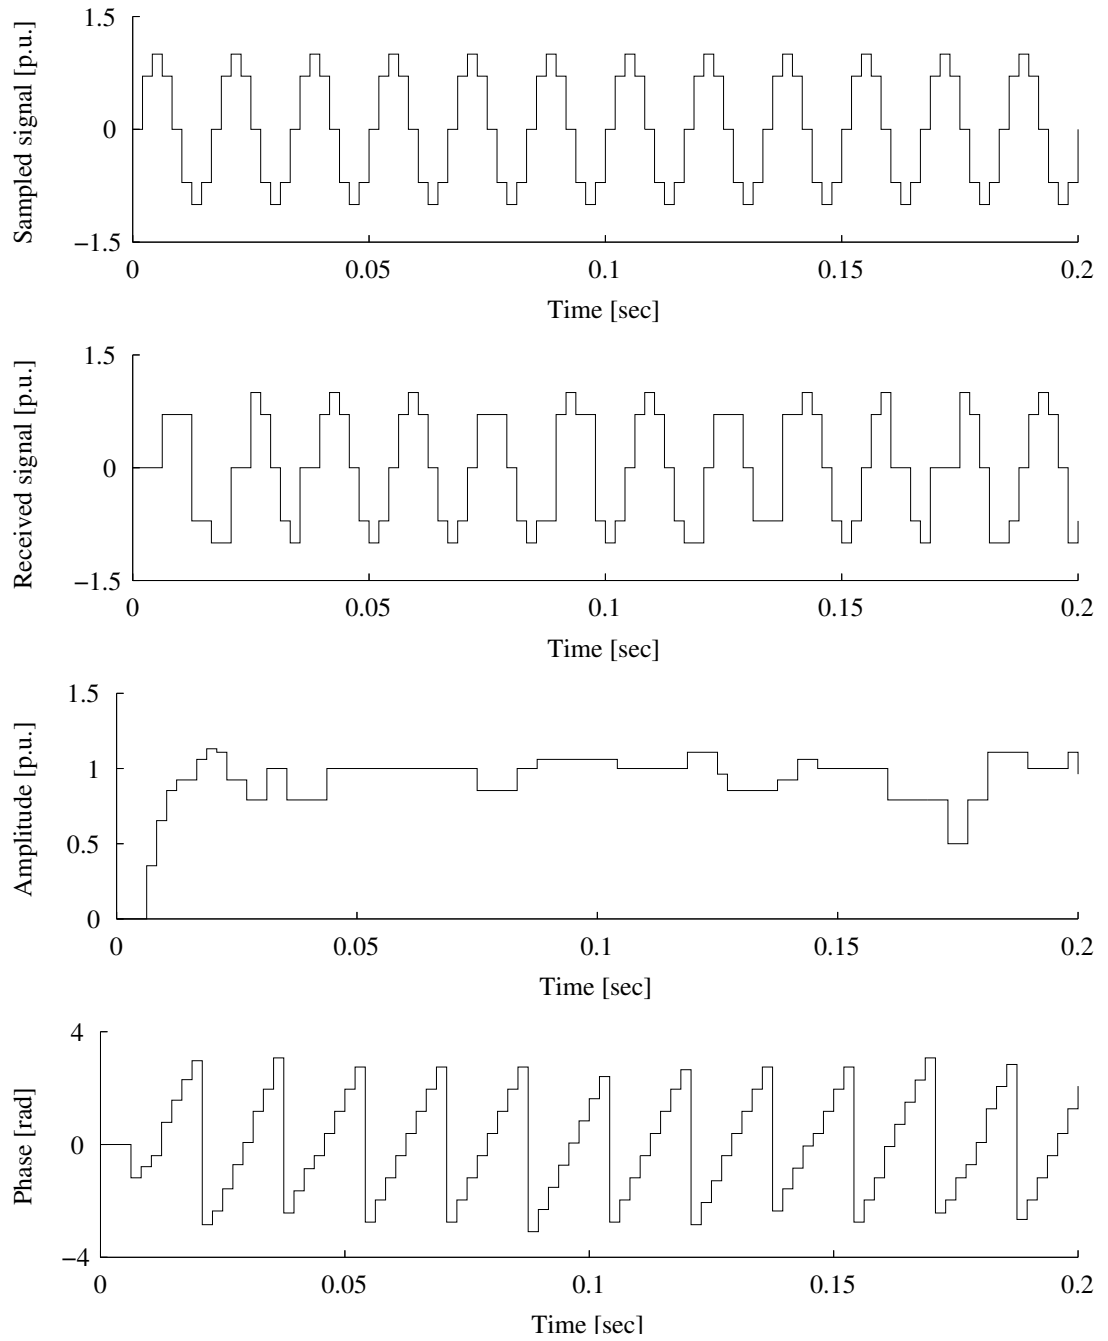 Sampled signal [p.u.]
1.5
0
−1.5
0 0.05 0.1 0.15 0.2
Time [sec]
Received signal [p.u.]
1.5
0
−1.5
0 0.05 0.1 0.15 0.2
Time [sec]
Amplitude [p.u.]
1.5
1
0.5
0
0 0.05 0.1 0.15 0.2
Time [sec]
Phase [rad]
4
0
−4
0 0.05 0.1 0.15 0.2
Time [sec]